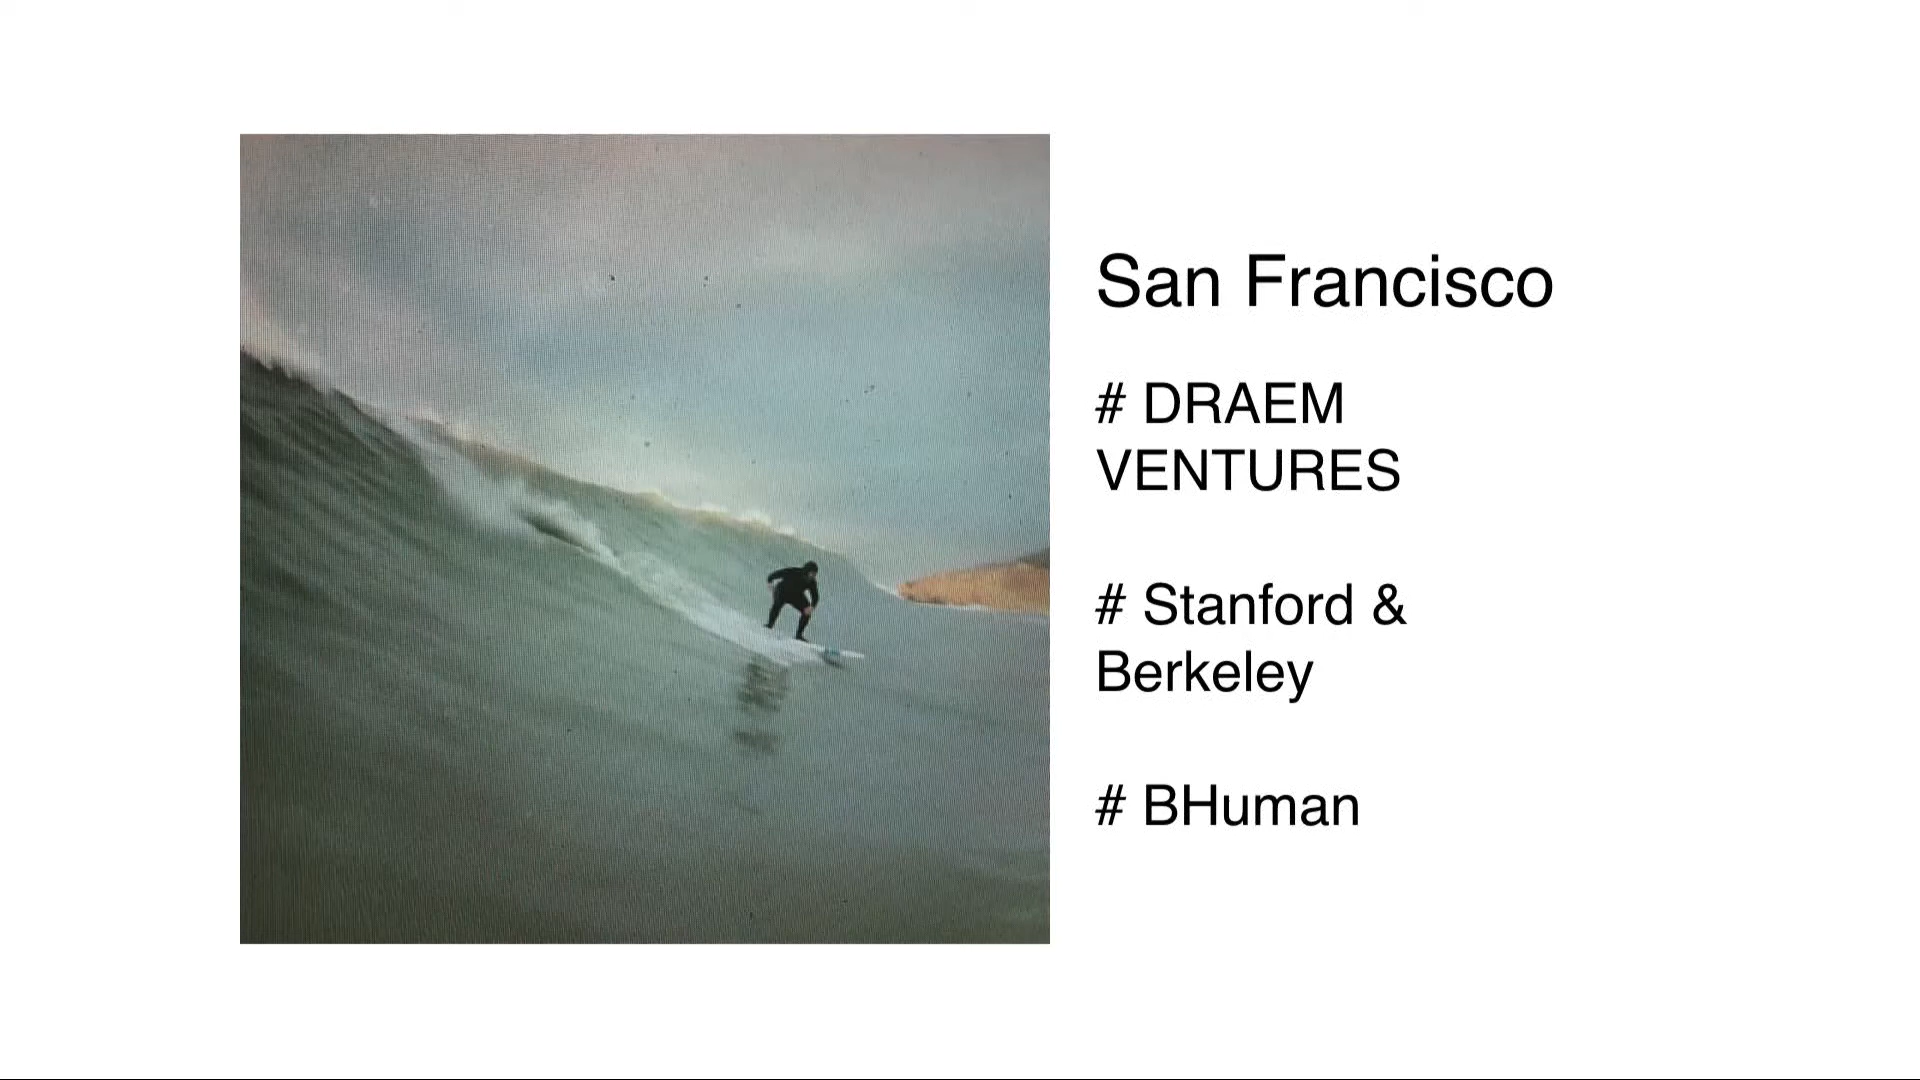 San Francisco
# DRAEM
VENTURES
# Stanford &
Berkeley
# BHuman